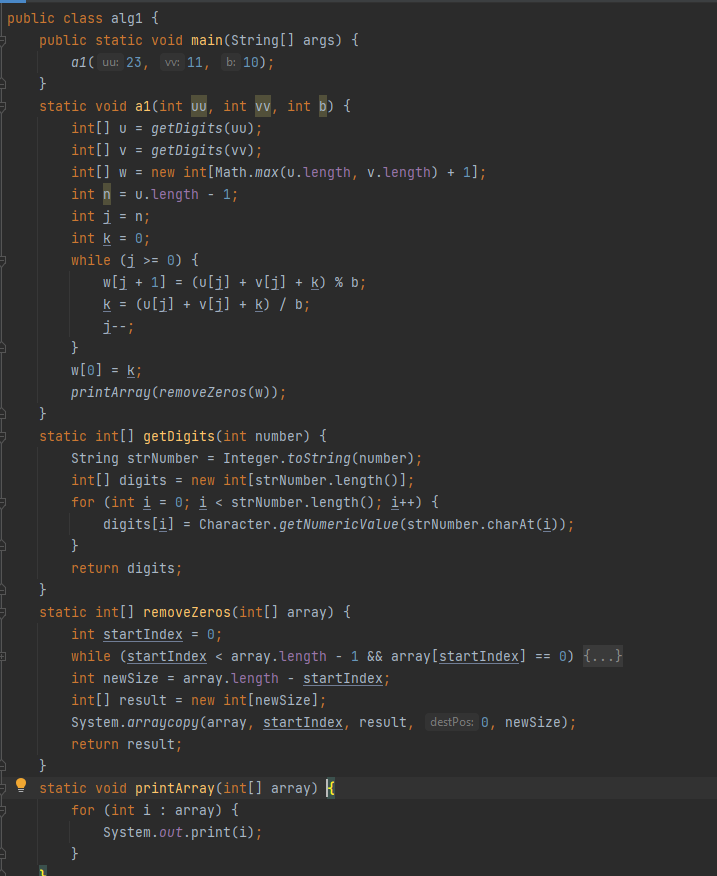 public class alg1 {
    public static void main(String[] args) {
        a1( uu: 23, vv: 11, b: 10);
    }
    static void a1(int uu, int vv, int b) {
        int[] u = getDigits(uu);
        int[] v = getDigits(vv);
        int[] w = new int[Math.max(u.length, v.length) + 1];
        int n = u.length - 1;
        int j = n;
        int k = 0;
        while (j >= 0) {
            w[j + 1] = (u[j] + v[j] + k) % b;
            k = (u[j] + v[j] + k) / b;
            j--;
        }
        w[0] = k;
        printArray(removeZeros(w));
    }
    static int[] getDigits(int number) {
        String strNumber = Integer.toString(number);
        int[] digits = new int[strNumber.length()];
        for (int i = 0; i < strNumber.length(); i++) {
            digits[i] = Character.getNumericValue(strNumber.charAt(i));
        }
        return digits;
    }
    static int[] removeZeros(int[] array) {
        int startIndex = 0;
        while (startIndex < array.length - 1 && array[startIndex] == 0) {...}
        int newSize = array.length - startIndex;
        int[] result = new int[newSize];
        System.arraycopy(array, startIndex, result, destPos: 0, newSize);
        return result;
    }
    static void printArray(int[] array) {
        for (int i : array) {
            System.out.print(i);
        }
    }